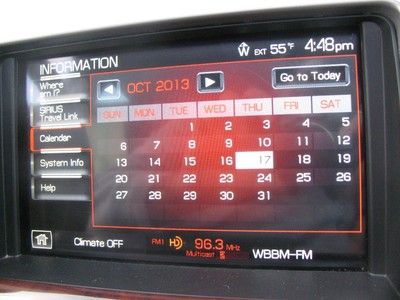 INFORMATION
W EXT 55 °F 4:48pm
Where am I?
OCT 2013
Go to Today
SIRIUS Travel Link
SUN MON TUE WED THU FRI SAT
1 2 3 4 5
Calendar
6 7 8 9 10 11 12
System Info
13 14 15 16 17 18 19
20 21 22 23 24 25 26
Help
27 28 29 30 31
Climate OFF
FM1 HD 96.3 MHz
Multicast
WBBM-FM